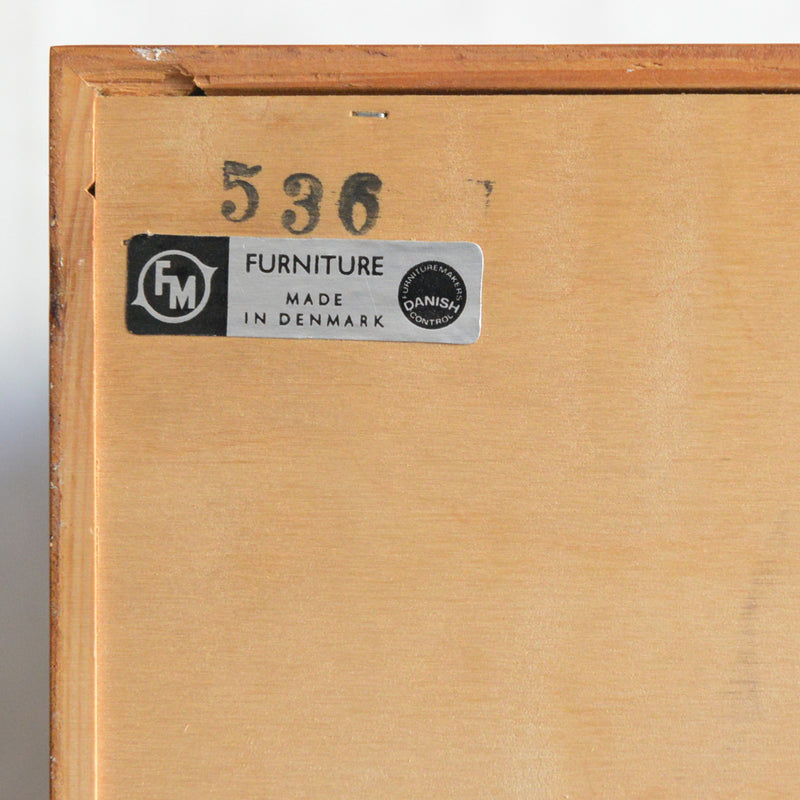 536
FM
FURNITURE
MADE
IN DENMARK
FURNITUREMAKERS
DANISH
CONTROL